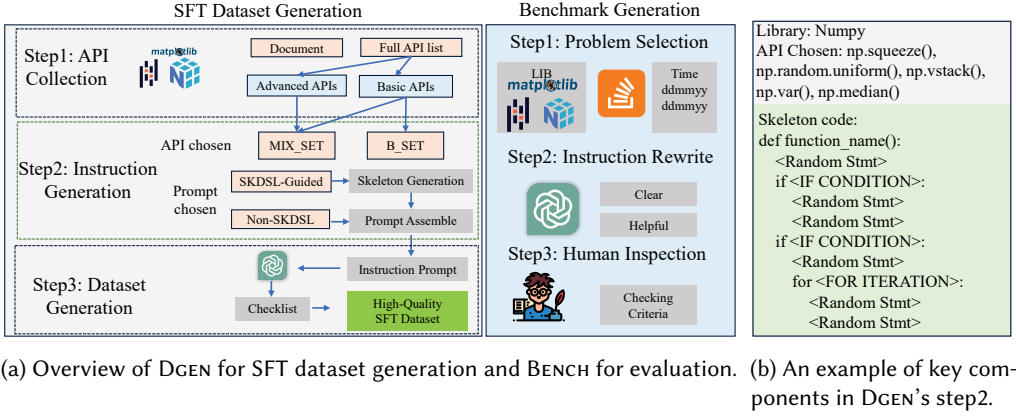 SFT Dataset Generation
Step1: API
Collection
matplotlib
Document
Full API list
Advanced APIs
Basic APIs
Step2: Instruction
Generation
API chosen
MIX_SET
B_SET
Prompt
chosen
SKDSL-Guided
Skeleton Generation
Non-SKDSL
Prompt Assemble
Step3: Dataset
Generation
Instruction Prompt
Checklist
High-Quality
SFT Dataset
Benchmark Generation
Step1: Problem Selection
LIB
matplotlib
Time
ddmmyy
ddmmyy
Step2: Instruction Rewrite
Clear
Helpful
Step3: Human Inspection
Checking
Criteria
Library: Numpy
API Chosen: np.squeeze(),
np.random.uniform(), np.vstack(),
np.var(), np.median()
Skeleton code:
def function_name():
<Random Stmt>
if <IF CONDITION>:
<Random Stmt>
<Random Stmt>
if <IF CONDITION>:
<Random Stmt>
for <FOR ITERATION>:
<Random Stmt>
<Random Stmt>
(a) Overview of DGEN for SFT dataset generation and BENCH for evaluation.
(b) An example of key com-
ponents in DGEN's step2.